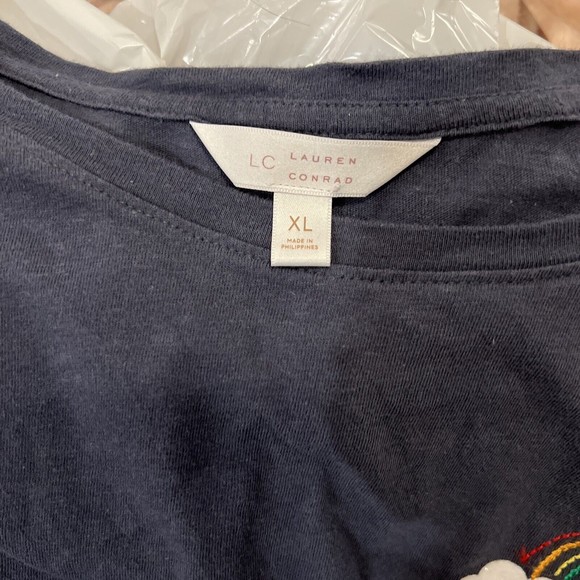 LC LAUREN
CONRAD
XL
MADE IN
PHILIPPINES